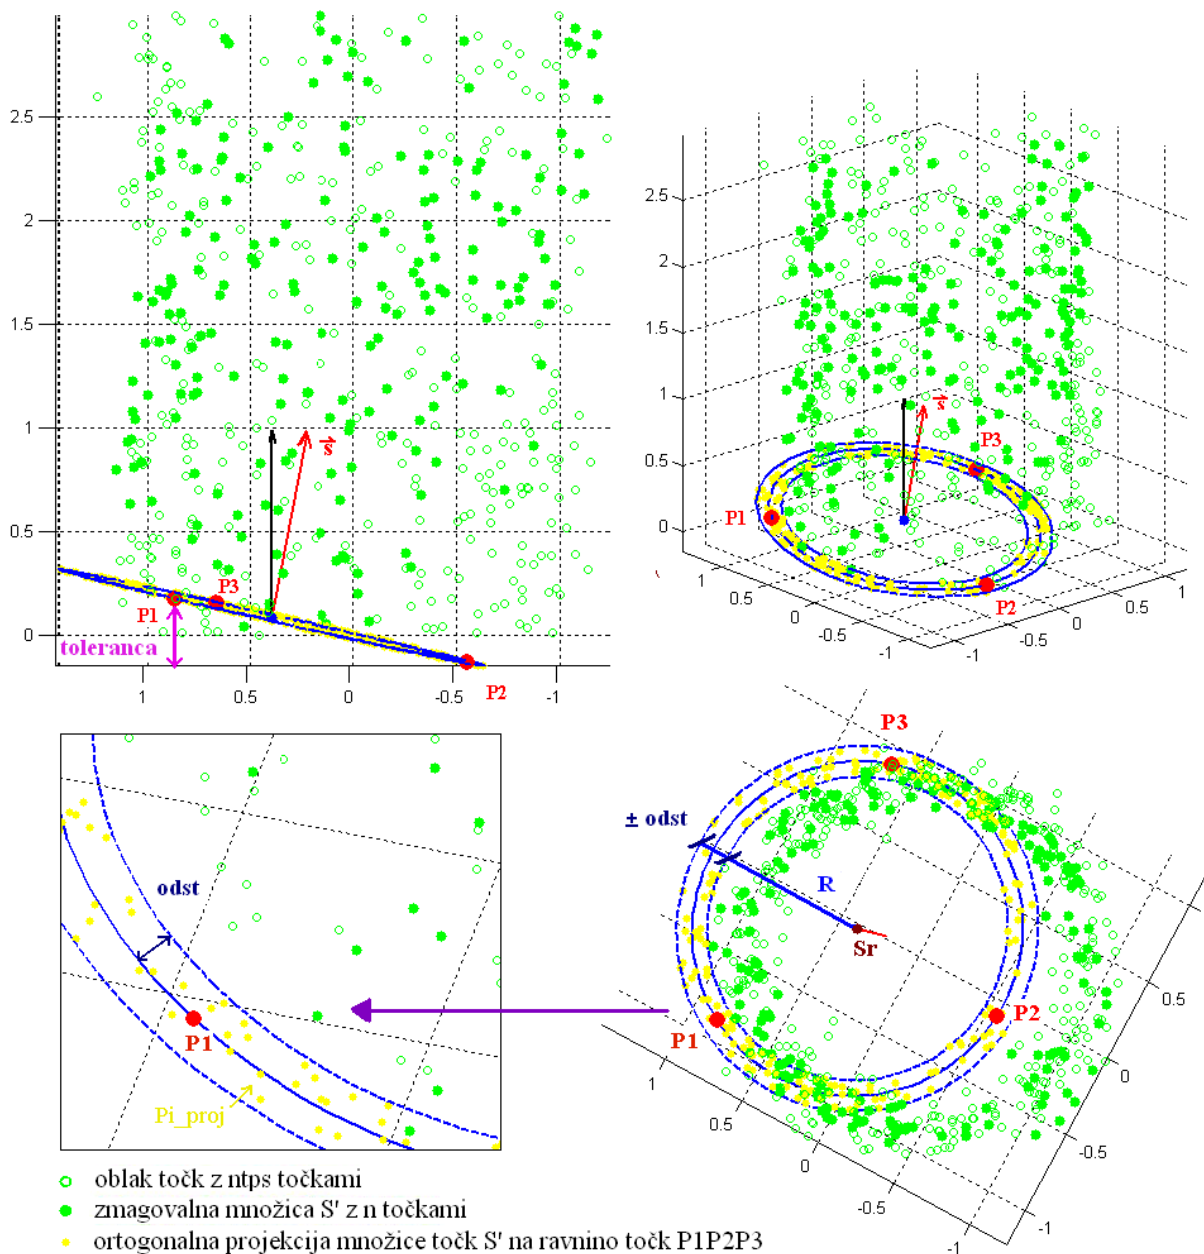 2.5
2
1.5
1
0.5
0
1
0.5
0
-0.5
-1
s
P3
P1
toleranca
P2
2.5
2
1.5
1
0.5
0
s
P3
P1
P2
1
0.5
0
-0.5
-1
-1
-0.5
0
0.5
1
odst
P1
Pi_proj
P3
± odst
R
Sr
P2
P1
1
0.5
0
-0.5
-1
-1
-0.5
0
0.5
oblak točk z ntps točkami
zmagovalna množica S' z n točkami
ortogonalna projekcija množice točk S' na ravnino točk P1P2P3